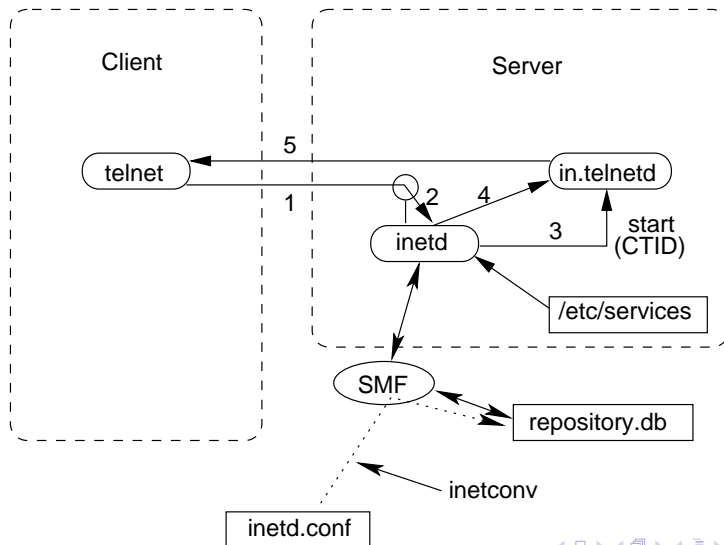 Client
Server
5
telnet
in.telnetd
1
2
4
inetd
3
start
(CTID)
/etc/services
SMF
repository.db
inetconv
inetd.conf